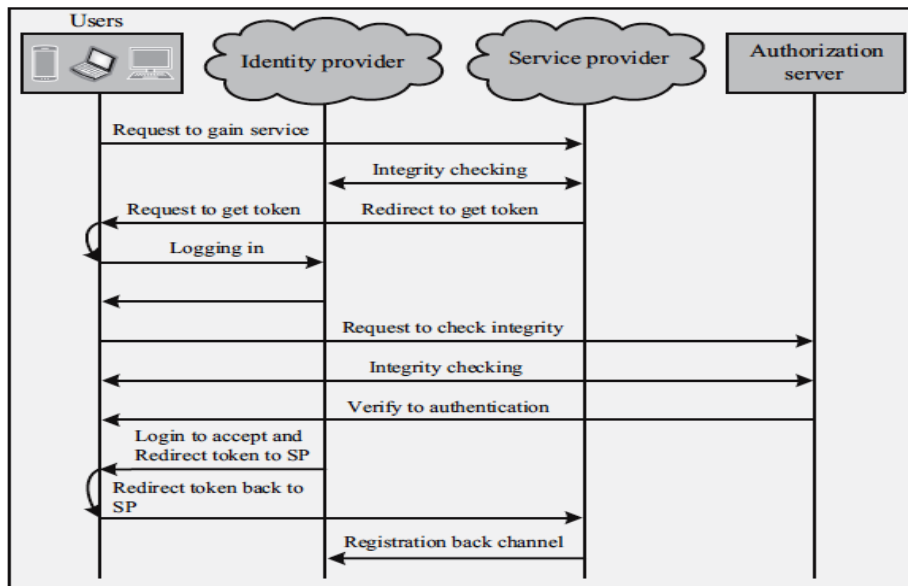 Users
Identity provider
Service provider
Authorization
server
Request to gain service
Integrity checking
Request to get token
Redirect to get token
Logging in
Request to check integrity
Integrity checking
Verify to authentication
Login to accept and
Redirect token to SP
Redirect token back to
SP
Registration back channel